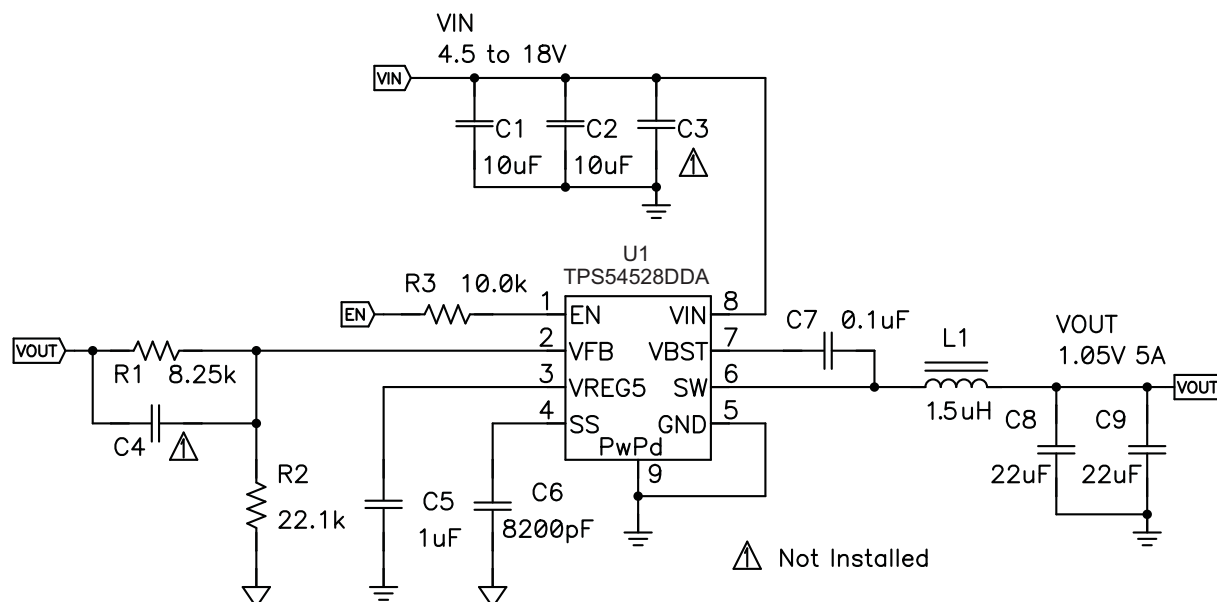 VIN
4.5 to 18V
VIN
C1
C2
C3
10uF
10uF
1
U1
TPS54528DDA
R3 10.0k
EN
1
EN
VIN
8
C7
0.1uF
VOUT
2
VFB
VBST
7
L1
VOUT
1.05V 5A
R1
8.25k
3
VREG5
SW
6
1.5uH
VOUT
C4
1
4
SS
GND
5
C8
C9
PwPd
9
R2
22.1k
C5
1uF
C6
8200pF
22uF
22uF
1 Not Installed